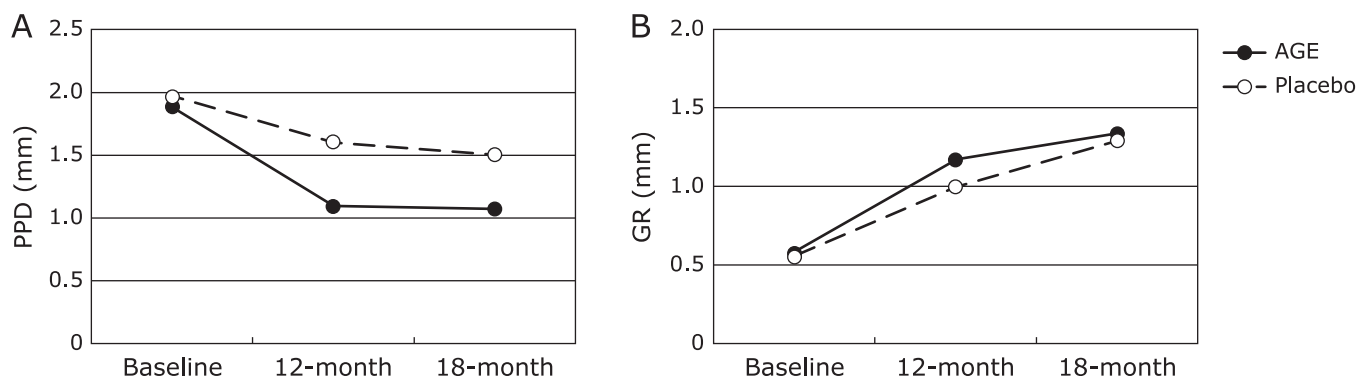 A
2.5
2.0
1.5
1.0
0.5
0
PPD (mm)
Baseline 12-month 18-month
B
2.0
1.5
1.0
0.5
0
GR (mm)
Baseline 12-month 18-month
AGE
Placebo